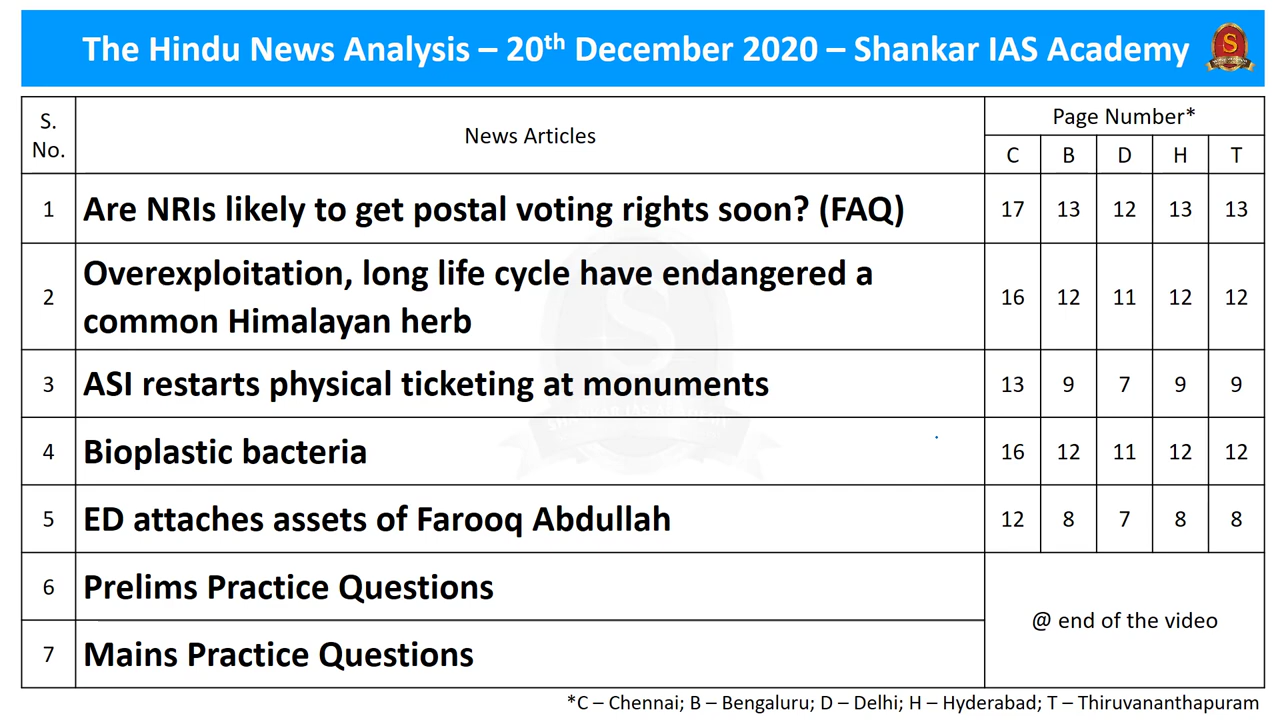 The Hindu News Analysis – 20th December 2020 – Shankar IAS Academy
S. No. News Articles Page Number*
C B D H T
1 Are NRIs likely to get postal voting rights soon? (FAQ) 17 13 12 13 13
2 Overexploitation, long life cycle have endangered a
common Himalayan herb 16 12 11 12 12
3 ASI restarts physical ticketing at monuments 13 9 7 9 9
4 Bioplastic bacteria 16 12 11 12 12
5 ED attaches assets of Farooq Abdullah 12 8 7 8 8
6 Prelims Practice Questions @ end of the video
7 Mains Practice Questions
*C – Chennai; B – Bengaluru; D – Delhi; H – Hyderabad; T – Thiruvananthapuram